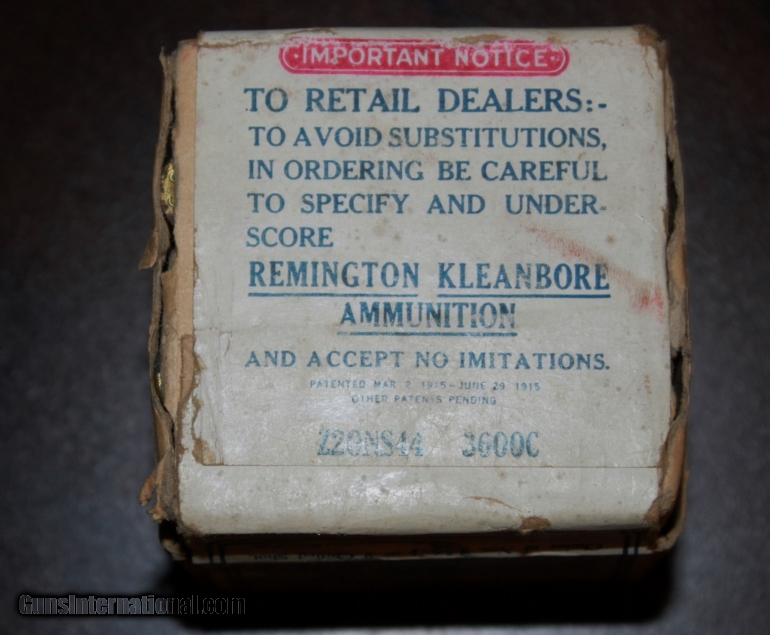 ·IMPORTANT NOTICE·
TO RETAIL DEALERS:-
TO AVOID SUBSTITUTIONS,
IN ORDERING BE CAREFUL
TO SPECIFY AND UNDER-
SCORE
REMINGTON KLEANBORE
AMMUNITION
AND ACCEPT NO IMITATIONS.
PATENTED MAR 2 1915-JUNE 29 1915
OTHER PATENTS PENDING
Z20NS44 3600C
GunsInternational.com